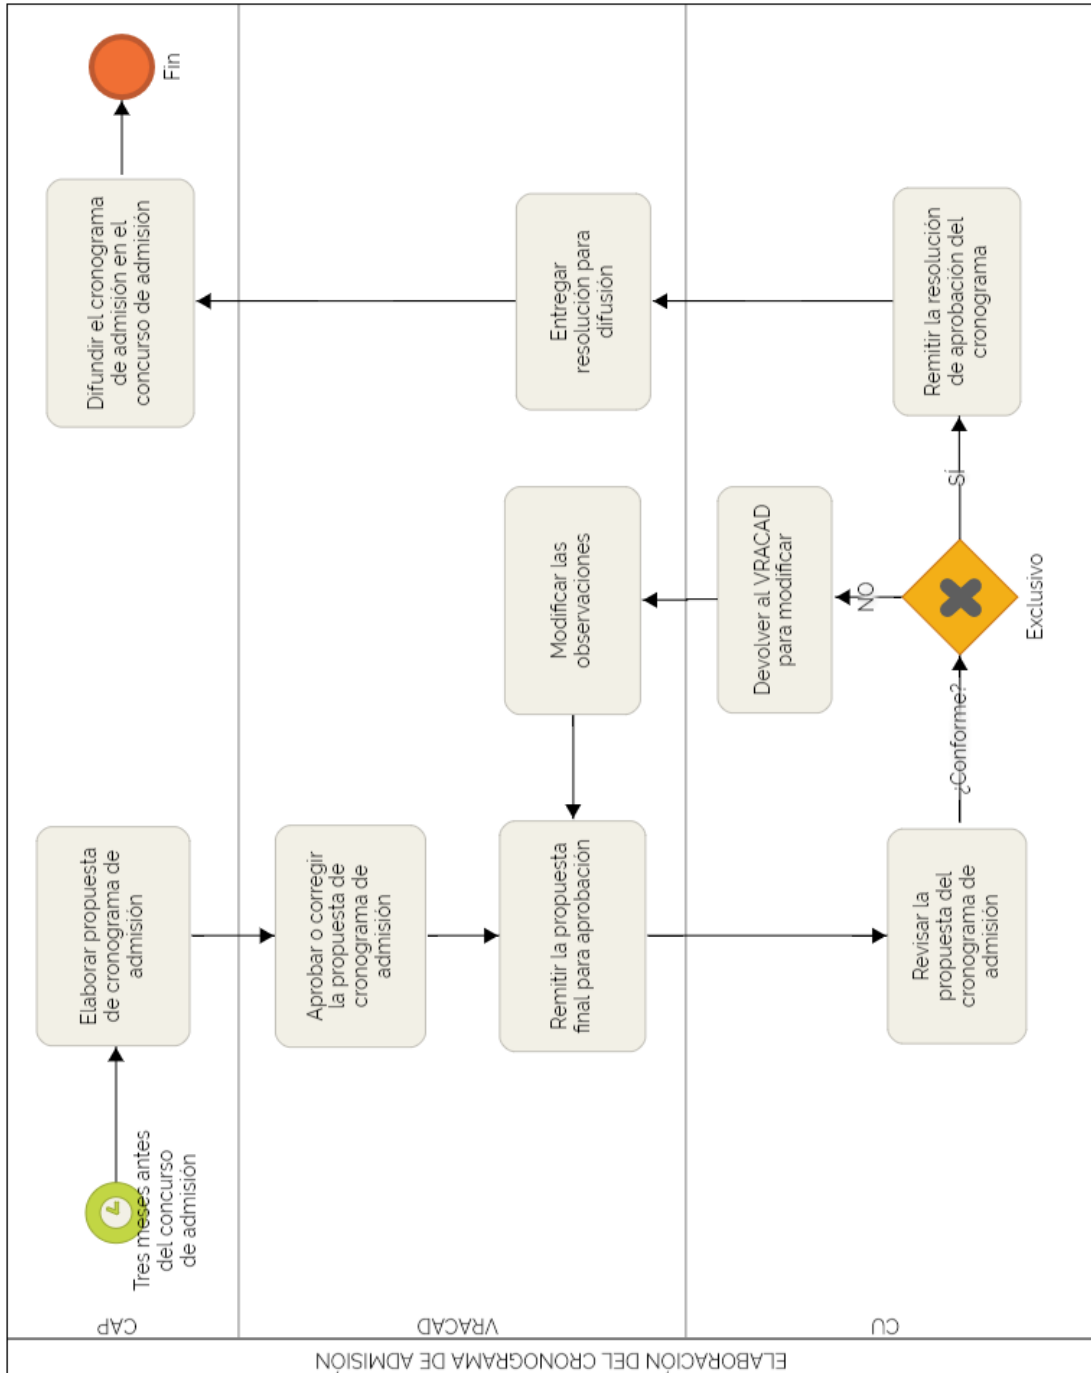 ELABORACIÓN DEL CRONOGRAMA DE ADMISIÓN
CAP
VRACAD
CU
Tres meses antes
del concurso
de admisión
Elaborar propuesta
de cronograma de
admisión
Aprobar o corregir
la propuesta de
cronograma de
admisión
Remitir la propuesta
final para aprobación
Revisar la
propuesta del
cronograma de
admisión
¿Conforme?
Exclusivo
NO
Devolver al VRACAD
para modificar
Modificar las
observaciones
SÍ
Remitir la resolución
de aprobación del
cronograma
Entregar
resolución para
difusión
Difundir el cronograma
de admisión en el
concurso de admisión
Fin